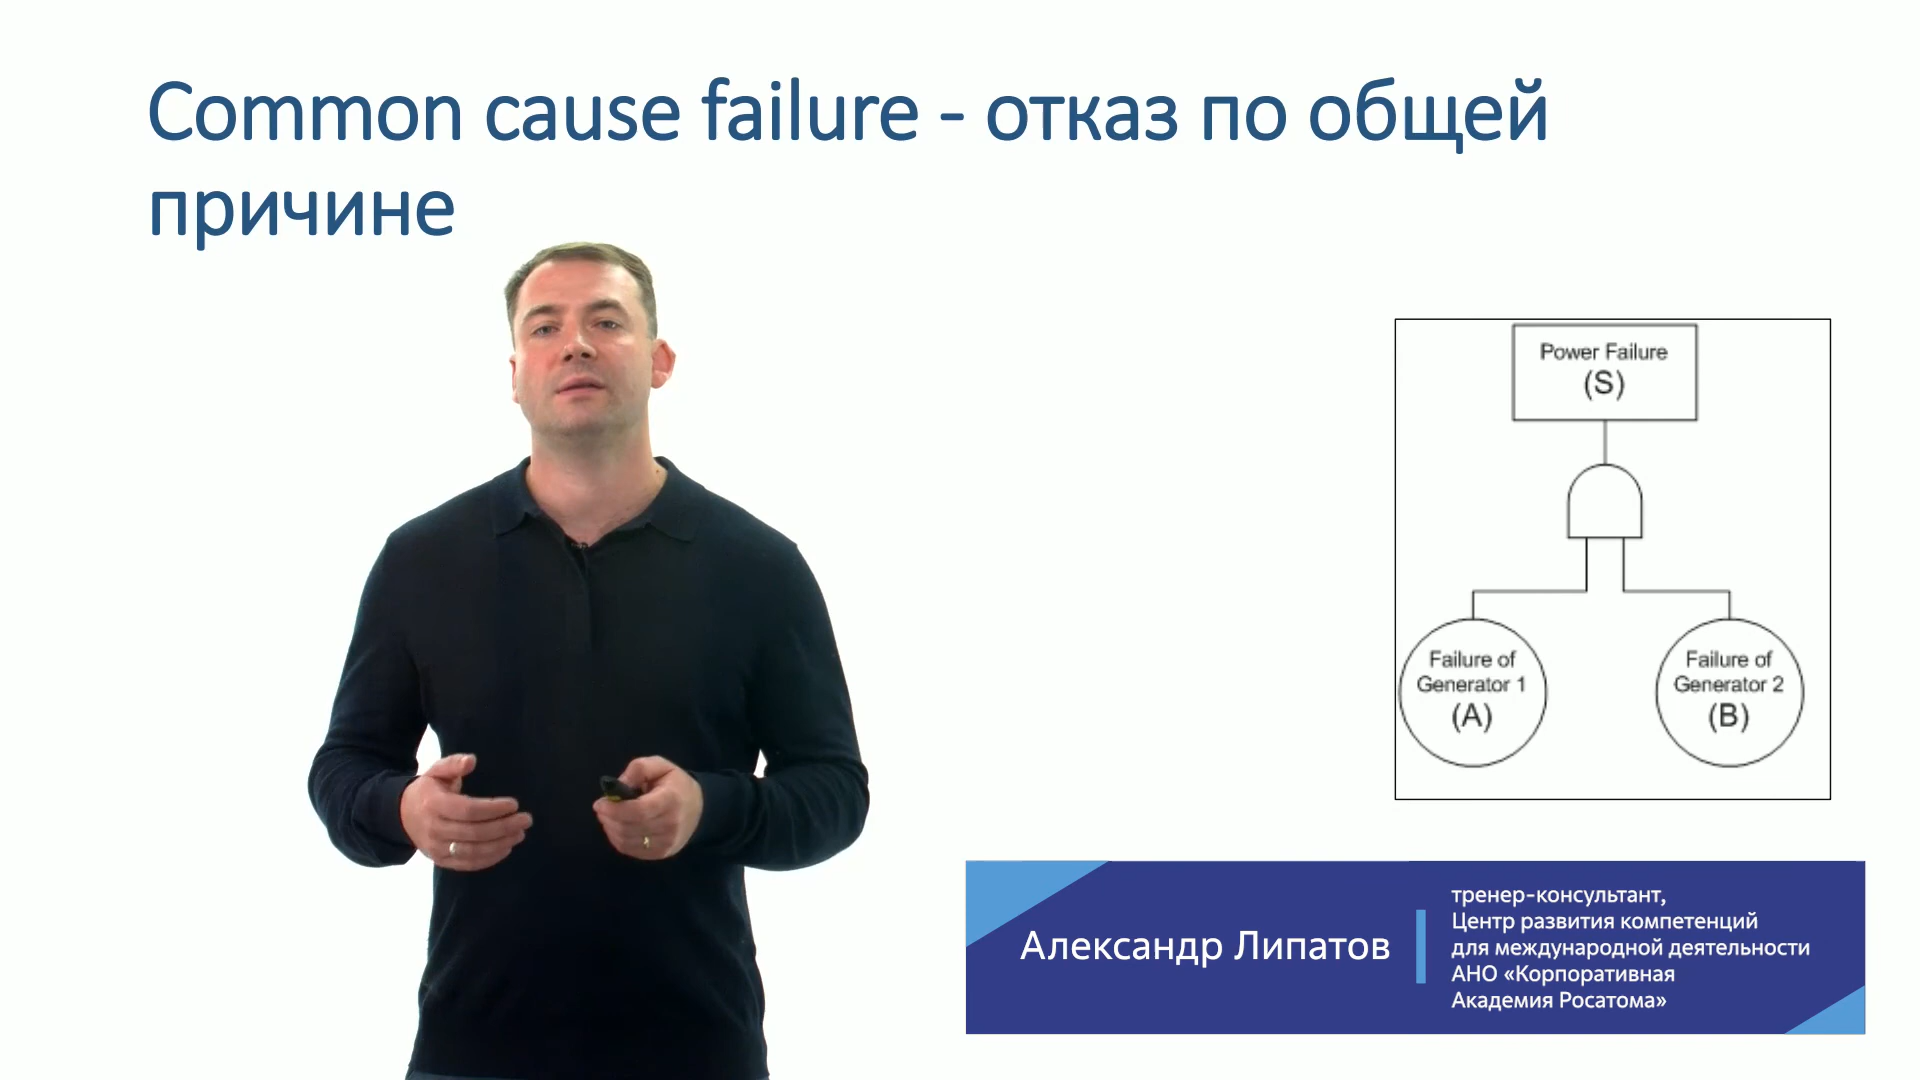 Common cause failure - отказ по общей
причине
Power Failure
(S)
Failure of
Generator 1
(A)
Failure of
Generator 2
(B)
Александр Липатов
тренер-консультант,
Центр развития компетенций
для международной деятельности
АНО «Корпоративная
Академия Росатома»